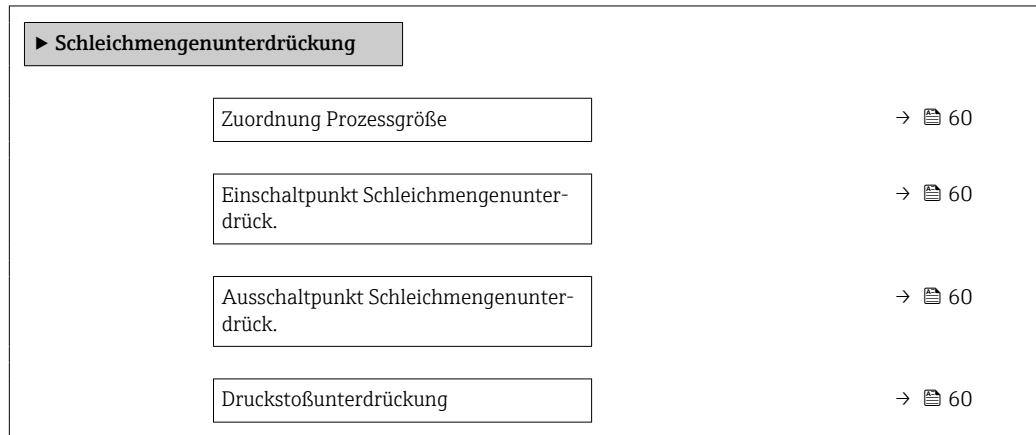 ▶ Schleichmengenunterdrückung
Zuordnung Prozessgröße → 60
Einschaltpunkt Schleichmengenunter- → 60
drück.
Ausschaltpunkt Schleichmengenunter- → 60
drück.
Druckstoßunterdrückung → 60